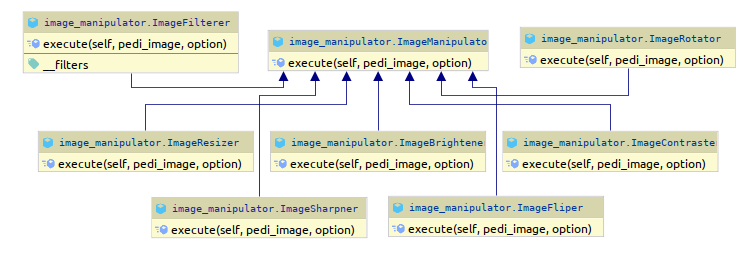 image_manipulator.ImageFilterer
execute(self, pedi_image, option)
__filters
image_manipulator.ImageManipulato
execute(self, pedi_image, option)
image_manipulator.ImageRotator
execute(self, pedi_image, option)
image_manipulator.ImageResizer
execute(self, pedi_image, option)
image_manipulator.ImageBrightene
execute(self, pedi_image, option)
image_manipulator.ImageContraste
execute(self, pedi_image, option)
image_manipulator.ImageSharpner
execute(self, pedi_image, option)
image_manipulator.ImageFliper
execute(self, pedi_image, option)